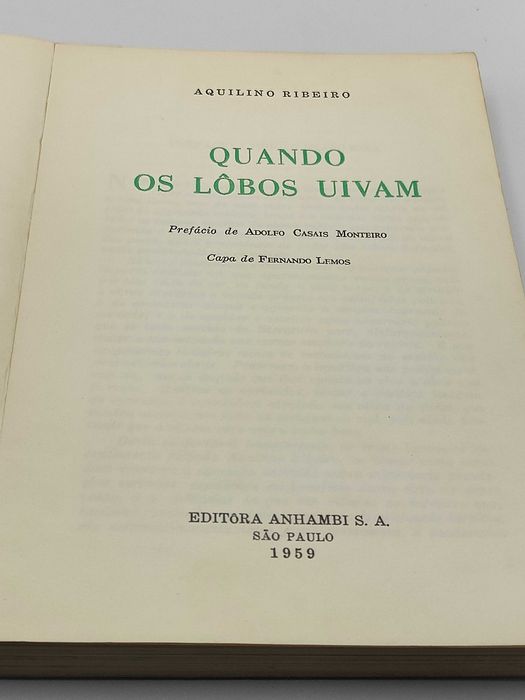 AQUILINO RIBEIRO
QUANDO
OS LÔBOS UIVAM
Prefácio de ADOLFO CASAIS MONTEIRO
Capa de FERNANDO LEMOS
EDITÔRA ANHAMBI S. A.
SÃO PAULO
1959